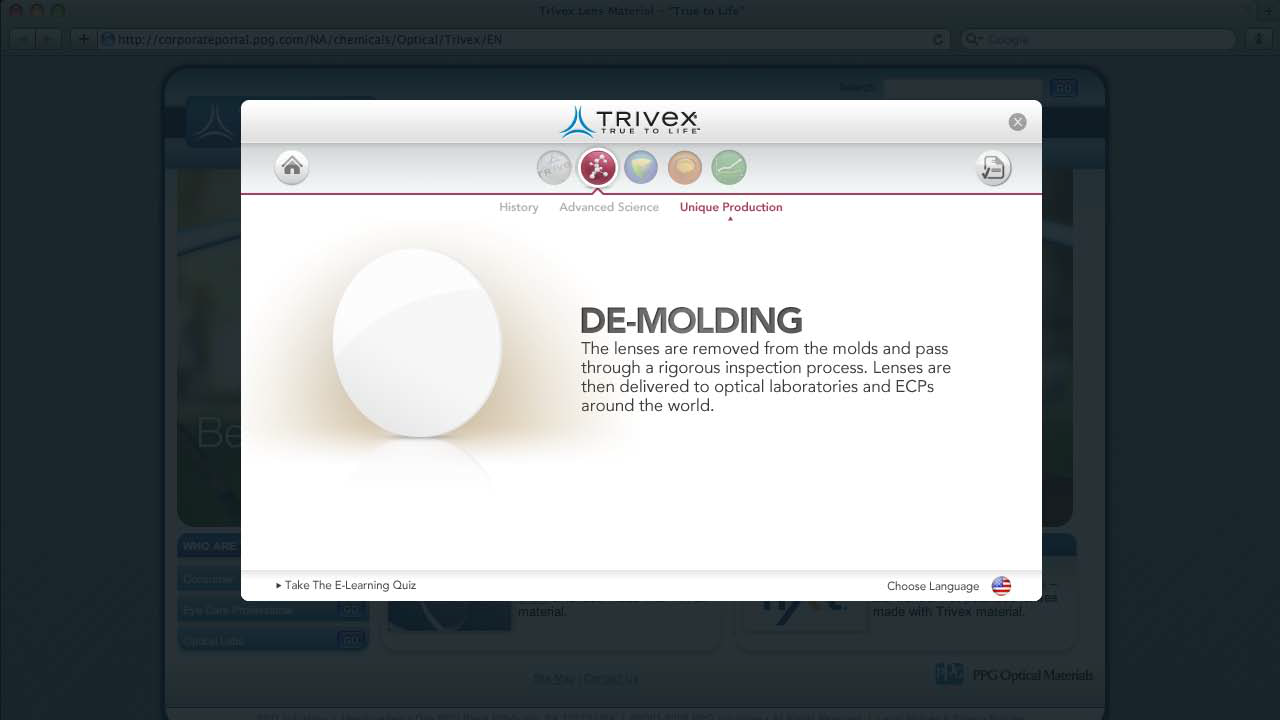 Trivex Lens Material – "True to Life"
http://corporateportal.ppg.com/NA/chemicals/Optical/Trivex/EN
Google
Search:
GO
TRIVEX
TRUE TO LIFE™
History
Advanced Science
Unique Production
DE-MOLDING
The lenses are removed from the molds and pass
through a rigorous inspection process. Lenses are
then delivered to optical laboratories and ECPs
around the world.
Be
Take The E-Learning Quiz
Choose Language
WHO ARE
Consumer
Eye Care Professional
GO
Optical Labs
GO
material.
made with Trivex material.
PPG PPG Optical Materials
Site Map | Contact Us